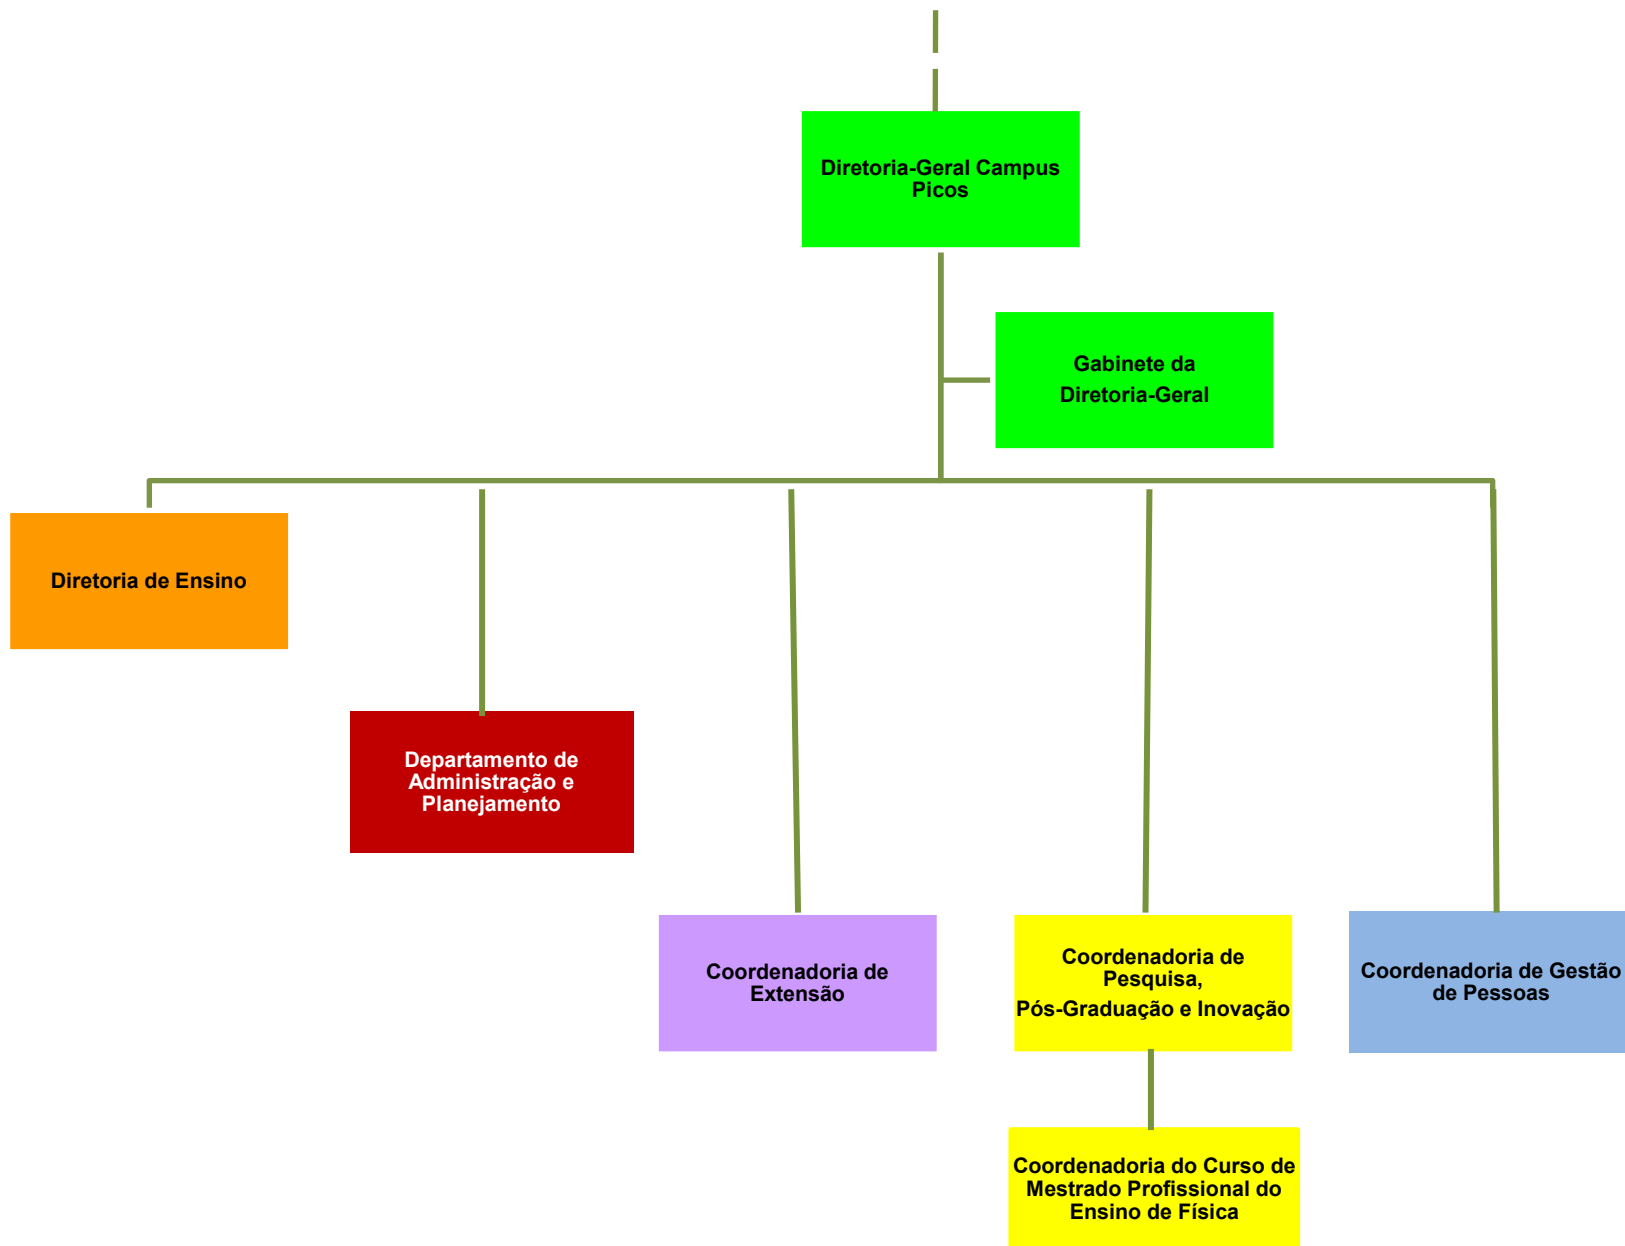 Diretoria-Geral Campus
Picos
Gabinete da
Diretoria-Geral
Diretoria de Ensino
Departamento de
Administração e
Planejamento
Coordenadoria de
Extensão
Coordenadoria de
Pesquisa,
Pós-Graduação e Inovação
Coordenadoria de Gestão
de Pessoas
Coordenadoria do Curso de
Mestrado Profissional do
Ensino de Física